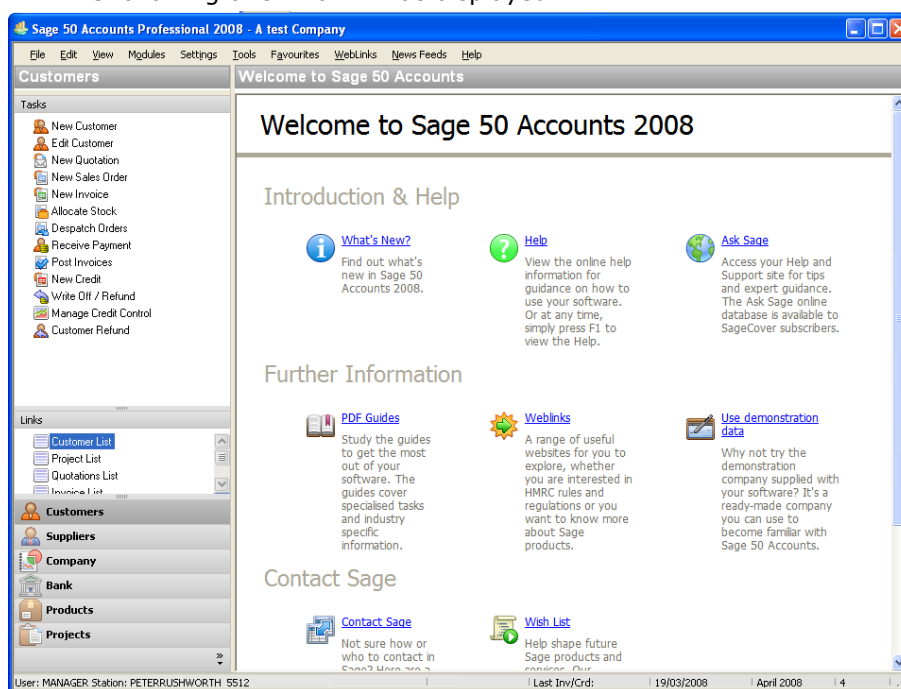 Sage 50 Accounts Professional 2008 - A test Company
File Edit View Modules Settings Tools Favourites WebLinks News Feeds Help
Customers
Welcome to Sage 50 Accounts
Tasks
New Customer
Edit Customer
New Quotation
New Sales Order
New Invoice
Allocate Stock
Despatch Orders
Receive Payment
Post Invoices
New Credit
Write Off / Refund
Manage Credit Control
Customer Refund
Links
Customer List
Project List
Quotations List
Invoice List
Customers
Suppliers
Company
Bank
Products
Projects
Welcome to Sage 50 Accounts 2008
Introduction & Help
What's New?
Find out what's
new in Sage 50
Accounts 2008.
Help
View the online help
information for
guidance on how to
use your software.
Or at any time,
simply press F1 to
view the Help.
Ask Sage
Access your Help and
Support site for tips
and expert guidance.
The Ask Sage online
database is available to
SageCover subscribers.
Further Information
PDF Guides
Study the guides
to get the most
out of your
software. The
guides cover
specialised tasks
and industry
specific
information.
Weblinks
A range of useful
websites for you to
explore, whether
you are interested in
HMRC rules and
regulations or you
want to know more
about Sage
products.
Use demonstration
data
Why not try the
demonstration
company supplied with
your software? It's a
ready-made company
you can use to
become familiar with
Sage 50 Accounts.
Contact Sage
Contact Sage
Not sure how or
who to contact in
Sage? Here are a
Wish List
Help shape future
Sage products and
services. Our
User: MANAGER Station: PETERRUSHWORTH 5512
Last Inv/Crd:
19/03/2008
April 2008
4